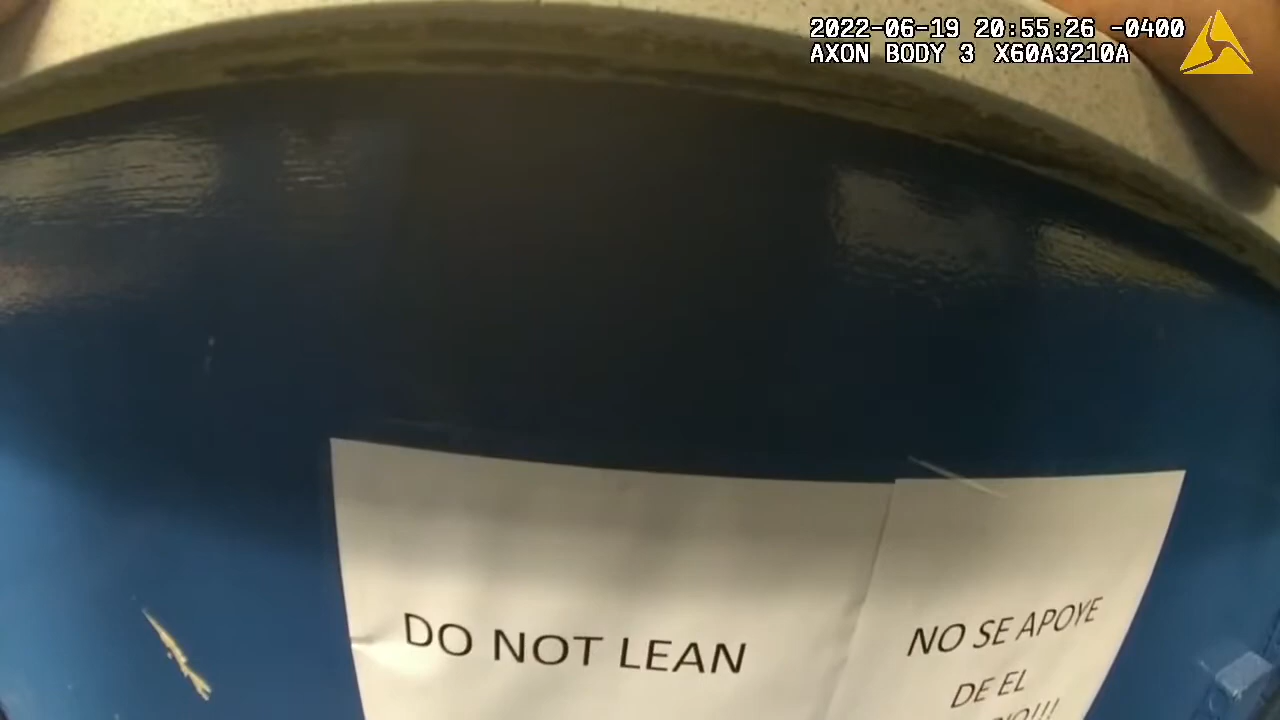 2022-06-19 20:55:26 -0400
AXON BODY 3 X60A3210A
DO NOT LEAN
NO SE APOYE
DE EL